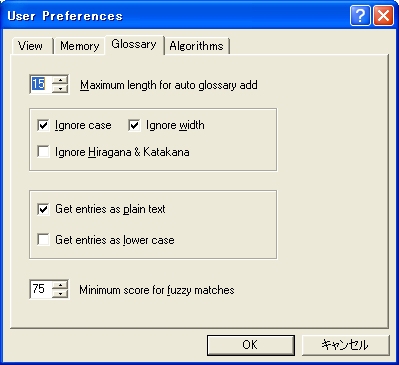 User Preferences
View Memory Glossary Algorithms
15 Maximum length for auto glossary add
Ignore case Ignore width
Ignore Hiragana & Katakana
Get entries as plain text
Get entries as lower case
75 Minimum score for fuzzy matches
OK キャンセル